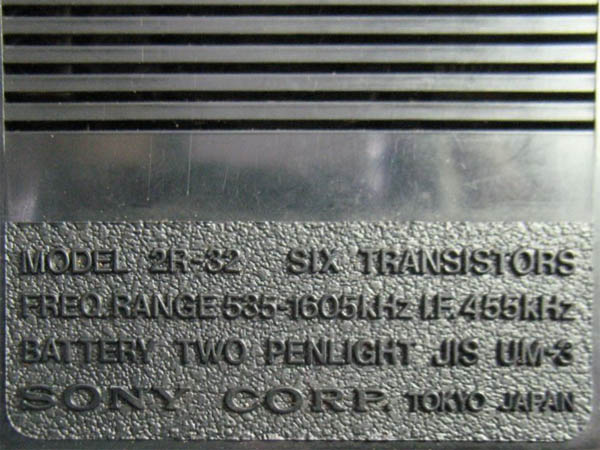 MODEL 2R-32 SIX TRANSISTORS
FREQ.RANGE 535-1605KHz I.F. 455KHz
BATTERY TWO PENLIGHT JIS UM-3
SONY CORP. TOKYO JAPAN